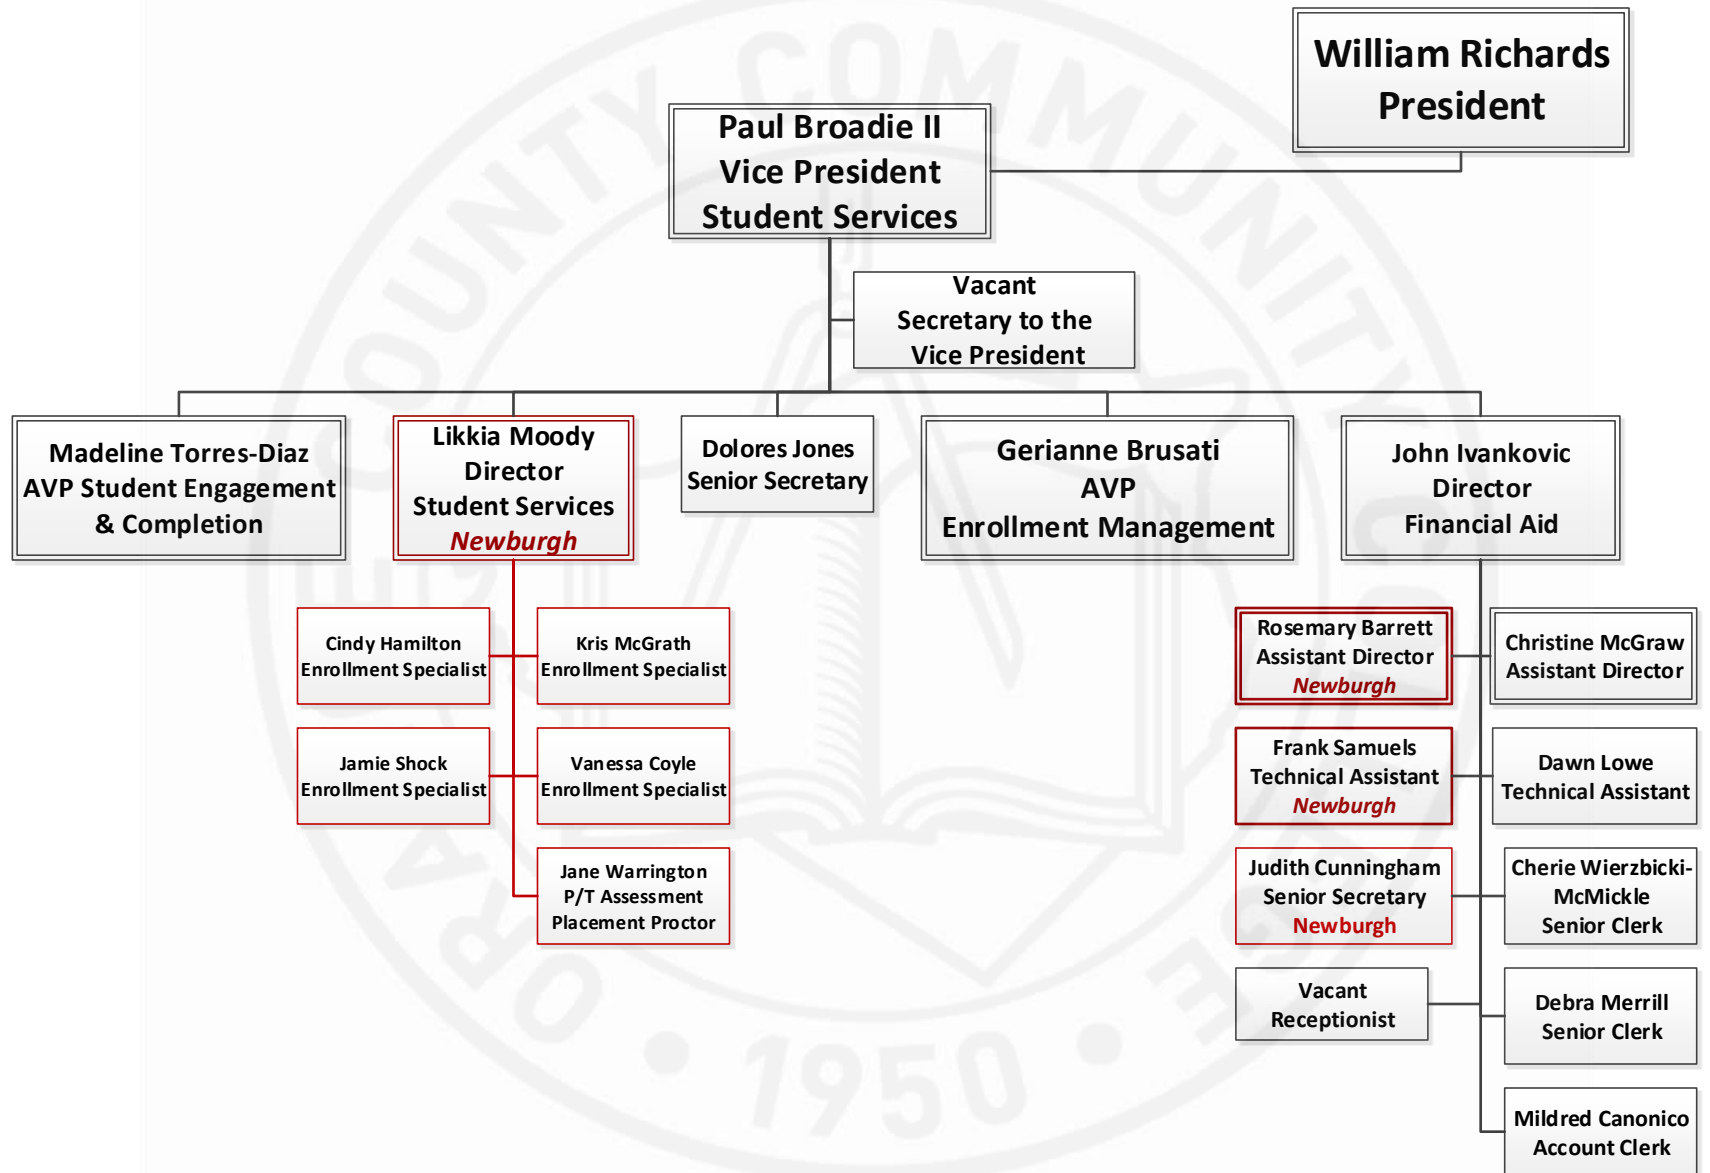 William Richards
President
Paul Broadie II
Vice President
Student Services
Vacant
Secretary to the
Vice President
Madeline Torres-Diaz
AVP Student Engagement
& Completion
Likkia Moody
Director
Student Services
Newburgh
Dolores Jones
Senior Secretary
Gerianne Brusati
AVP
Enrollment Management
John Ivankovic
Director
Financial Aid
Cindy Hamilton
Enrollment Specialist
Kris McGrath
Enrollment Specialist
Jamie Shock
Enrollment Specialist
Vanessa Coyle
Enrollment Specialist
Jane Warrington
P/T Assessment
Placement Proctor
Rosemary Barrett
Assistant Director
Newburgh
Christine McGraw
Assistant Director
Frank Samuels
Technical Assistant
Newburgh
Dawn Lowe
Technical Assistant
Judith Cunningham
Senior Secretary
Newburgh
Cherie Wierzbicki-
McMickle
Senior Clerk
Vacant
Receptionist
Debra Merrill
Senior Clerk
Mildred Canonico
Account Clerk
ORANGE COUNTY COMMUNITY COLLEGE
• 1950 •